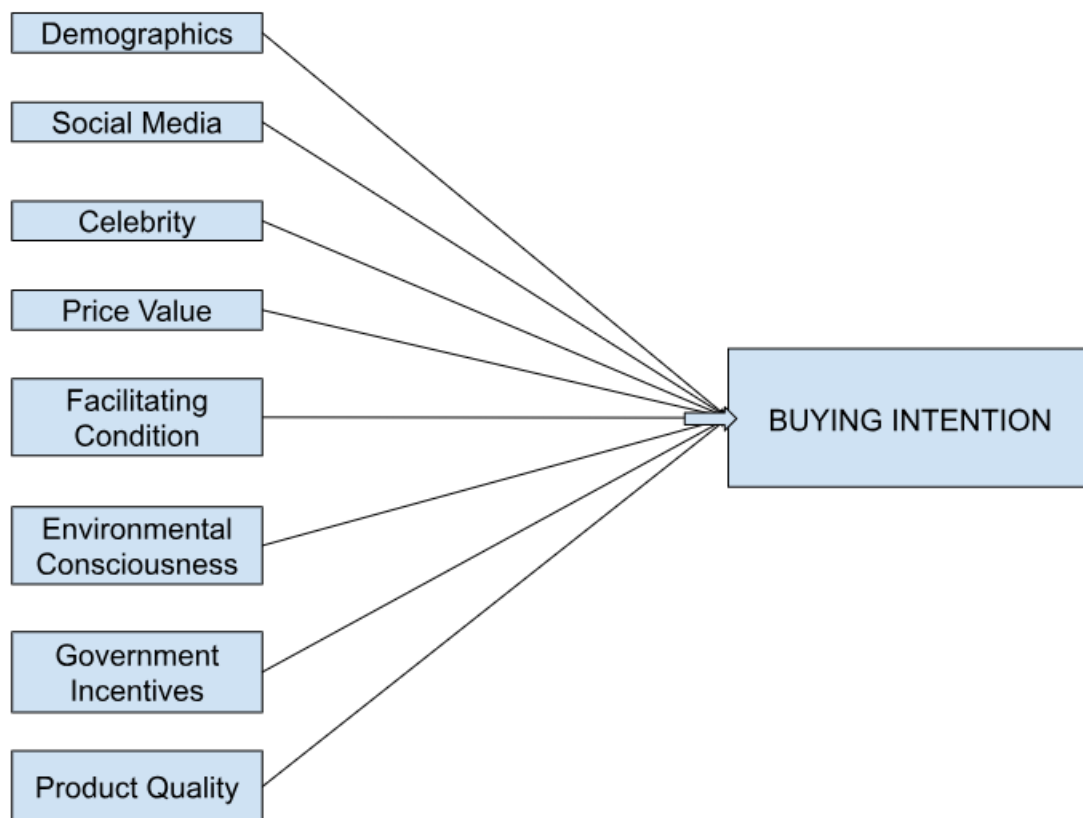 Demographics
Social Media
Celebrity
Price Value
Facilitating
Condition
BUYING INTENTION
Environmental
Consciousness
Government
Incentives
Product Quality